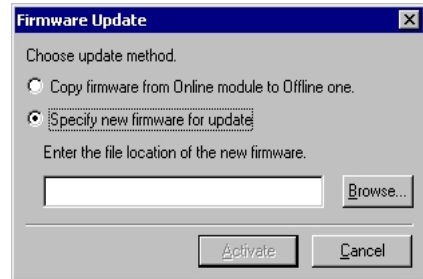 Firmware Update
Choose update method.
Copy firmware from Online module to Offline one.
Specify new firmware for update
Enter the file location of the new firmware.
Browse...
Activate
Cancel